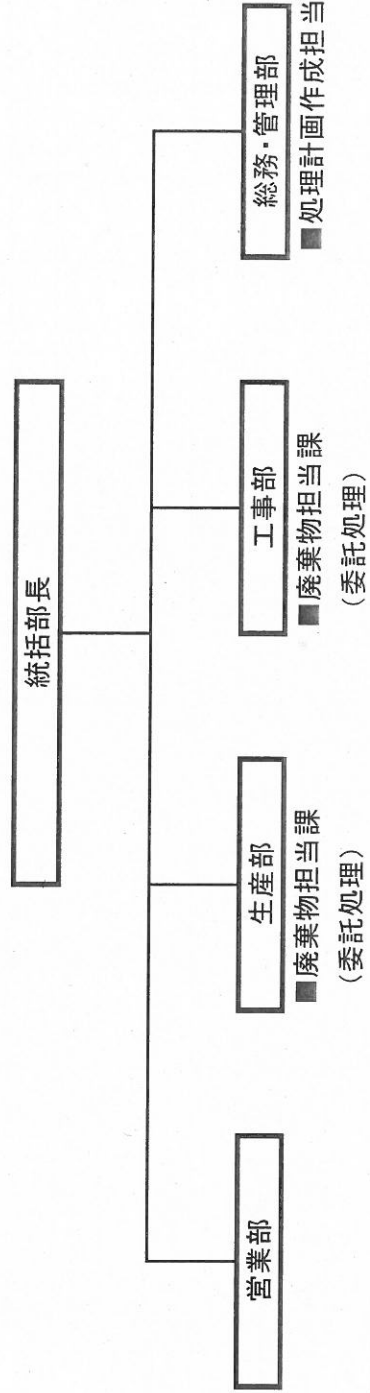 統括部長
営業部
生産部
■廃棄物担当課
(委託処理)
工事部
■廃棄物担当課
(委託処理)
総務・管理部
■処理計画作成担当